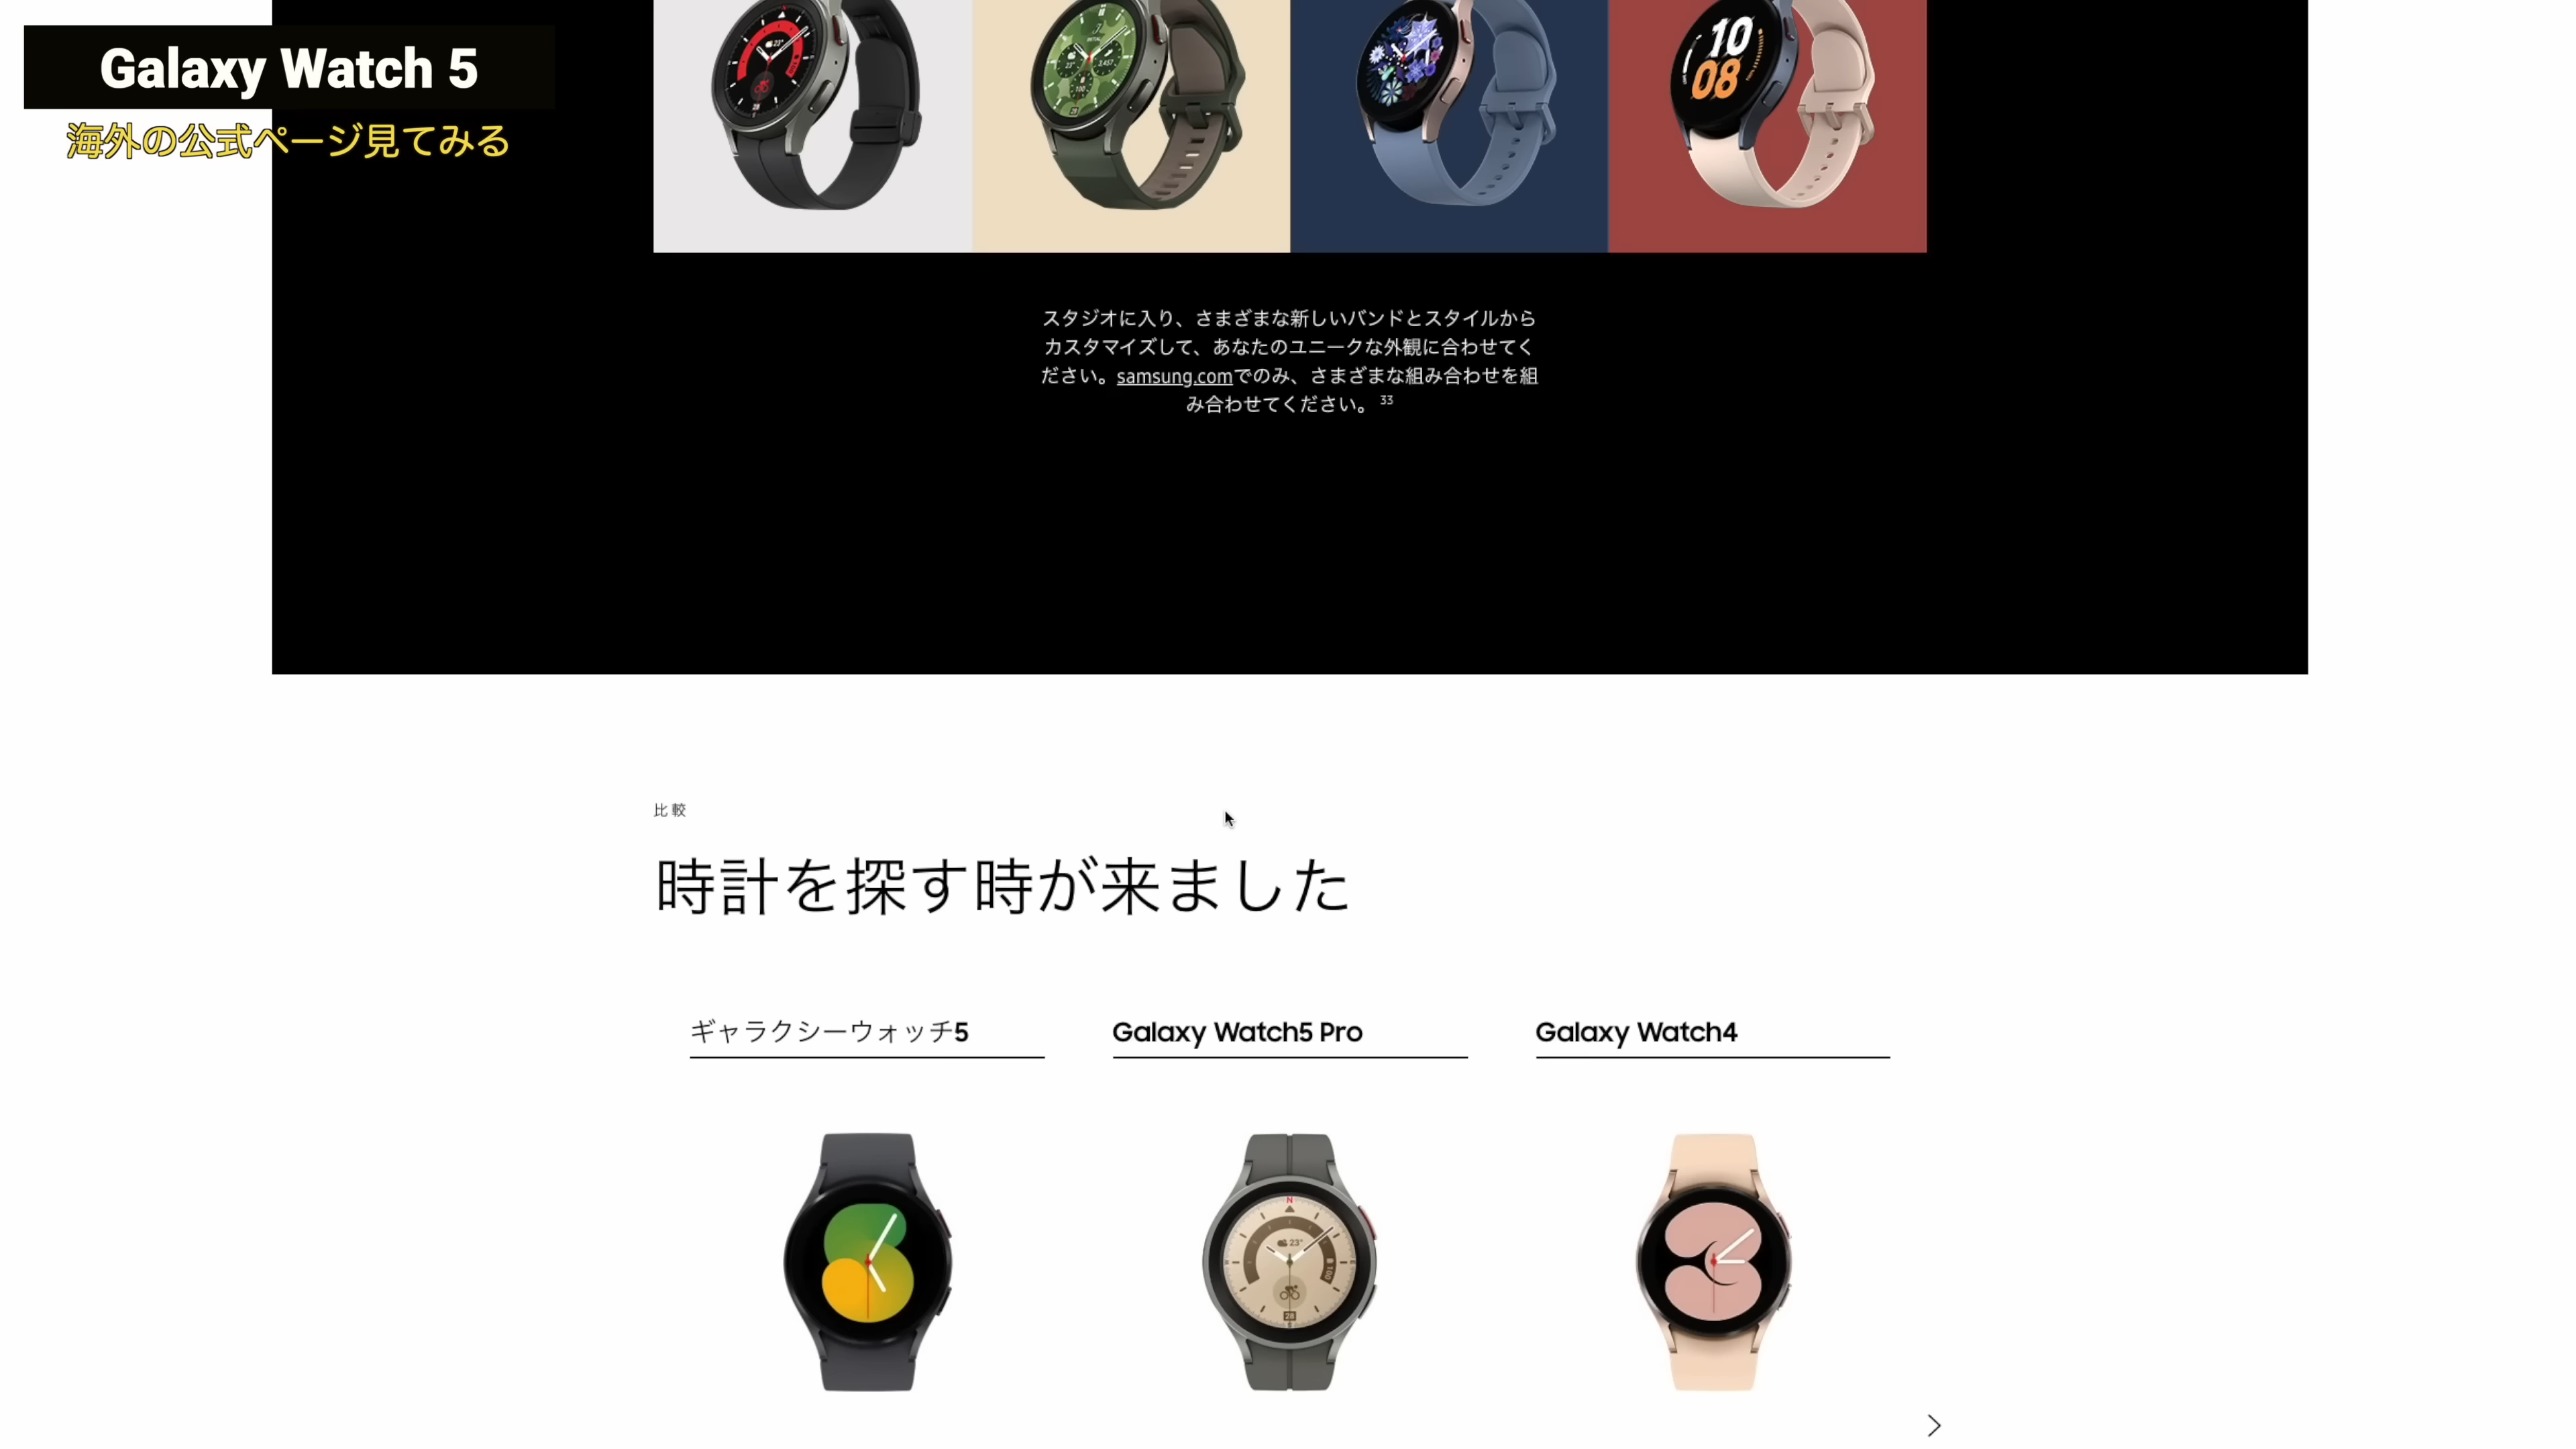 Galaxy Watch 5
海外の公式ページ見てみる
10
08
スタジオに入り、さまざまな新しいバンドとスタイルから
カスタマイズして、あなたのユニークな外観に合わせてく
ださい。samsung.comでのみ、さまざまな組み合わせを組
み合わせてください。 33
比較
時計を探す時が来ました
ギャラクシーウォッチ5
Galaxy Watch5 Pro
Galaxy Watch4
N
23°
100
28